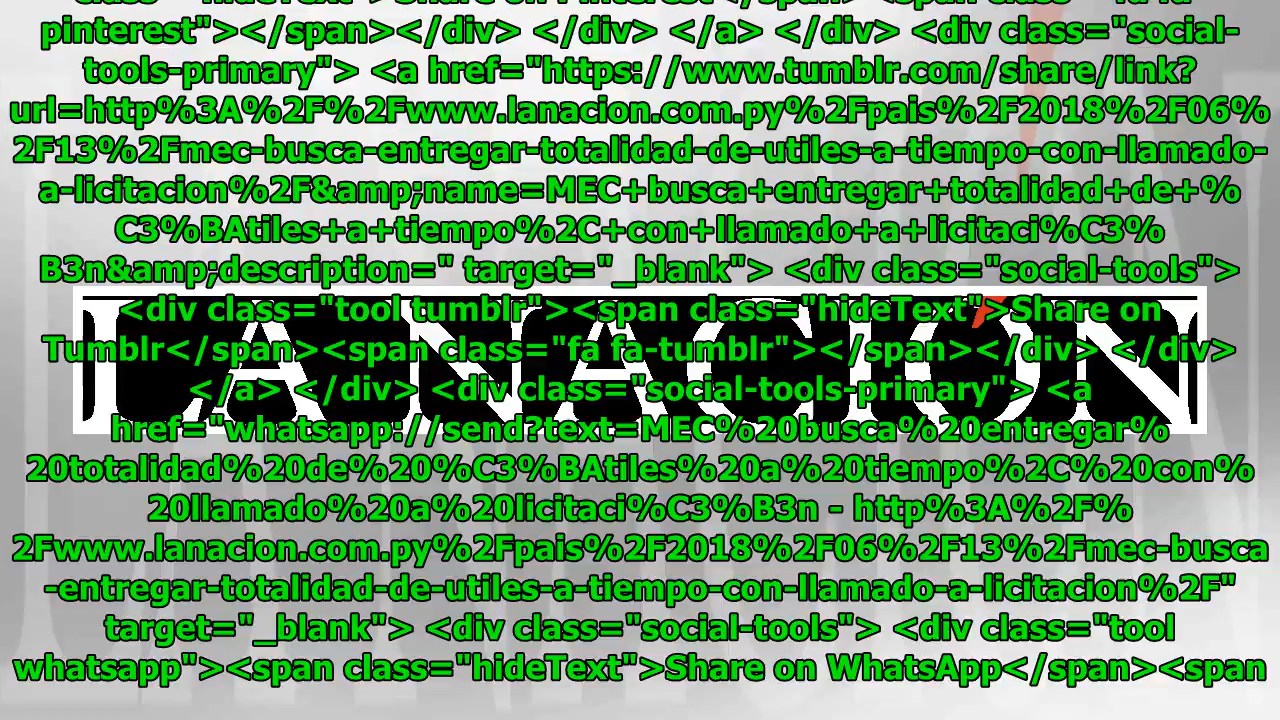 pinterest"></span></div> </div> </a> </div> <div class="social-
tools-primary"> <a href="https://www.tumblr.com/share/link?
url=http%3A%2F%2Fwww.lanacion.com.py%2Fpais%2F2018%2F06%
2F13%2Fmec-busca-entregar-totalidad-de-utiles-a-tiempo-con-llamado-
a-licitacion%2F&amp;name=MEC+busca+entregar+totalidad+de+%
C3%BAtiles+a+tiempo%2C+con+llamado+a+licitaci%C3%
B3n&amp;description=" target="_blank"> <div class="social-tools">
<div class="tool tumblr"><span class="hideText">Share on
Tumblr</span><span class="fa fa-tumblr"></span></div> </div>
</a> </div> <div class="social-tools-primary"> <a
href="whatsapp://send?text=MEC%20busca%20entregar%
20totalidad%20de%20%C3%BAtiles%20a%20tiempo%2C%20con%
20llamado%20a%20licitaci%C3%B3n - http%3A%2F%
2Fwww.lanacion.com.py%2Fpais%2F2018%2F06%2F13%2Fmec-busca
-entregar-totalidad-de-utiles-a-tiempo-con-llamado-a-licitacion%2F"
target="_blank"> <div class="social-tools"> <div class="tool
whatsapp"><span class="hideText">Share on WhatsApp</span><span
LA NACIÓN